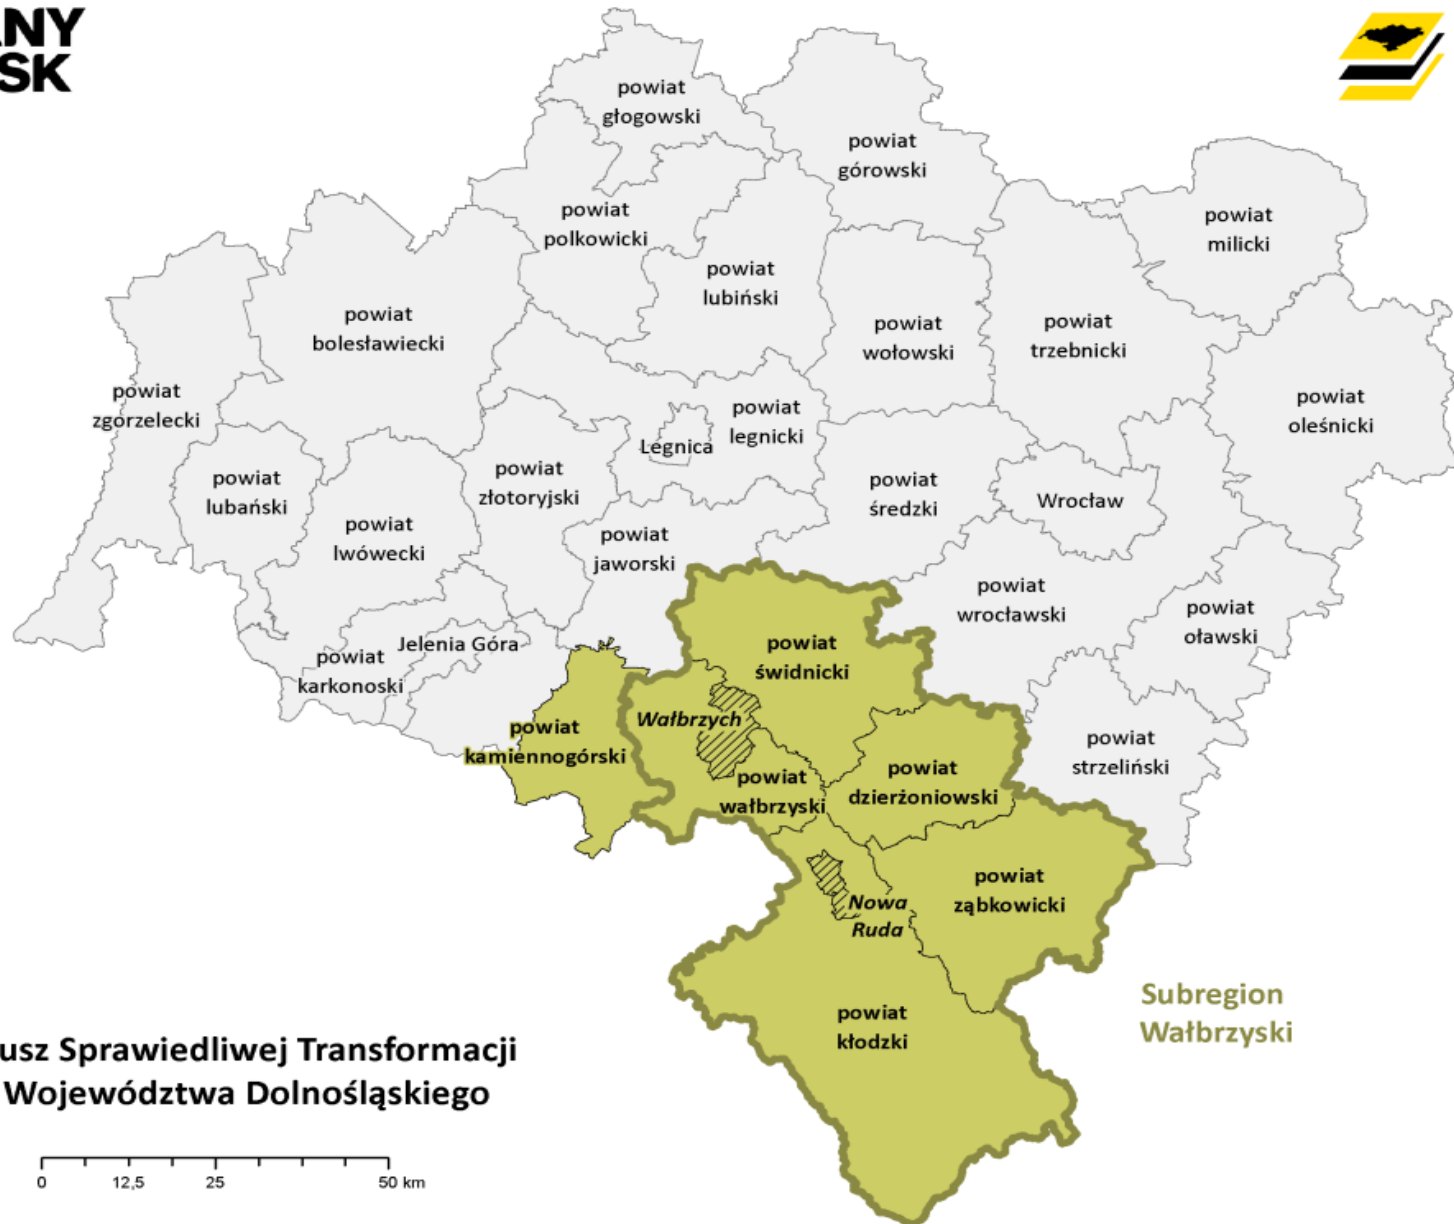 ANY
SK
powiat
głogowski
powiat
górowski
powiat
milicki
powiat
polkowicki
powiat
lubiński
powiat
bolesławiecki
powiat
wołowski
powiat
trzebnicki
powiat
zgorzelecki
powiat
legnicki
powiat
oleśnicki
Legnica
powiat
lubański
powiat
złotoryjski
powiat
średzki
Wrocław
powiat
lwówecki
powiat
jaworski
powiat
wrocławski
powiat
oławski
Jelenia Góra
powiat
karkonoski
powiat
świdnicki
powiat
kamiennogórski
Wałbrzych
powiat
strzeliński
powiat
wałbrzyski
powiat
dzierżoniowski
powiat
ząbkowicki
Nowa
Ruda
powiat
kłodzki
Subregion
Wałbrzyski
usz Sprawiedliwej Transformacji
Województwa Dolnośląskiego
0 12,5 25 50 km